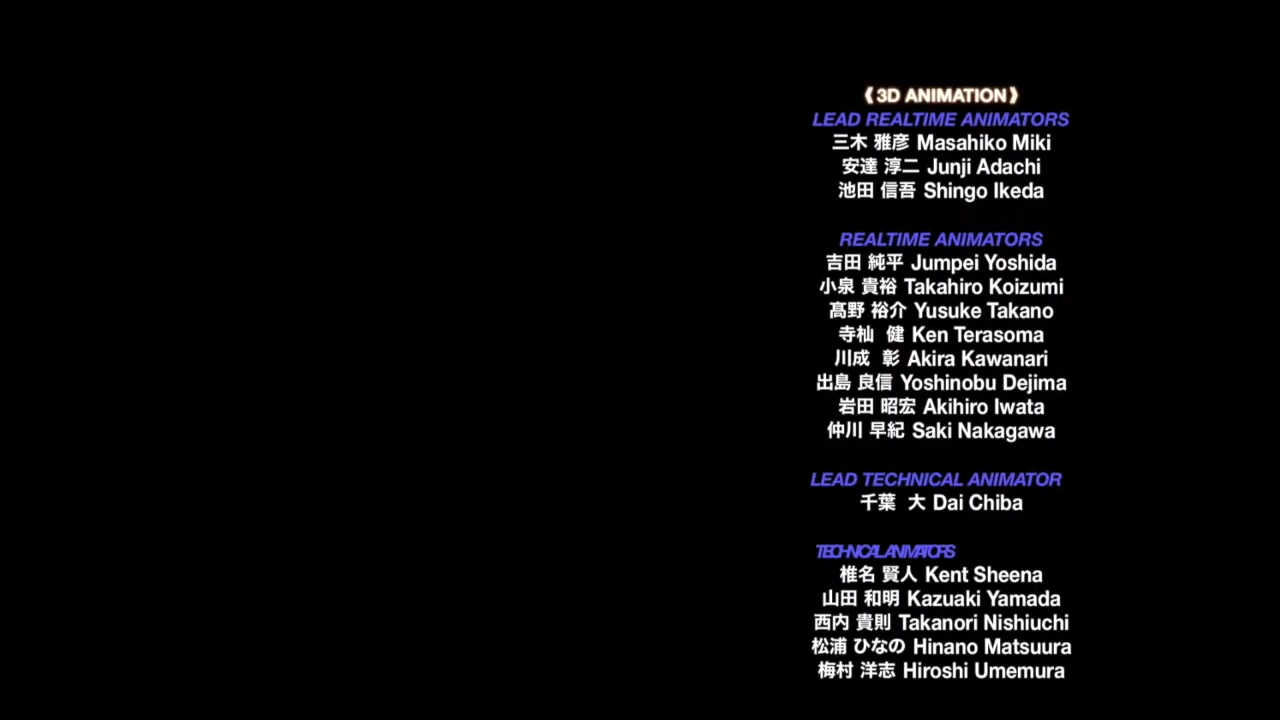 《3D ANIMATION》
LEAD REALTIME ANIMATORS
三木 雅彦 Masahiko Miki
安達 淳二 Junji Adachi
池田 信吾 Shingo Ikeda
REALTIME ANIMATORS
吉田 純平 Jumpei Yoshida
小泉 貴裕 Takahiro Koizumi
髙野 裕介 Yusuke Takano
寺杣 健 Ken Terasoma
川成 彰 Akira Kawanari
出島 良信 Yoshinobu Dejima
岩田 昭宏 Akihiro Iwata
仲川 早紀 Saki Nakagawa
LEAD TECHNICAL ANIMATOR
千葉 大 Dai Chiba
TECHNICAL ANIMATORS
椎名 賢人 Kent Sheena
山田 和明 Kazuaki Yamada
西内 貴則 Takanori Nishiuchi
松浦 ひなの Hinano Matsuura
梅村 洋志 Hiroshi Umemura